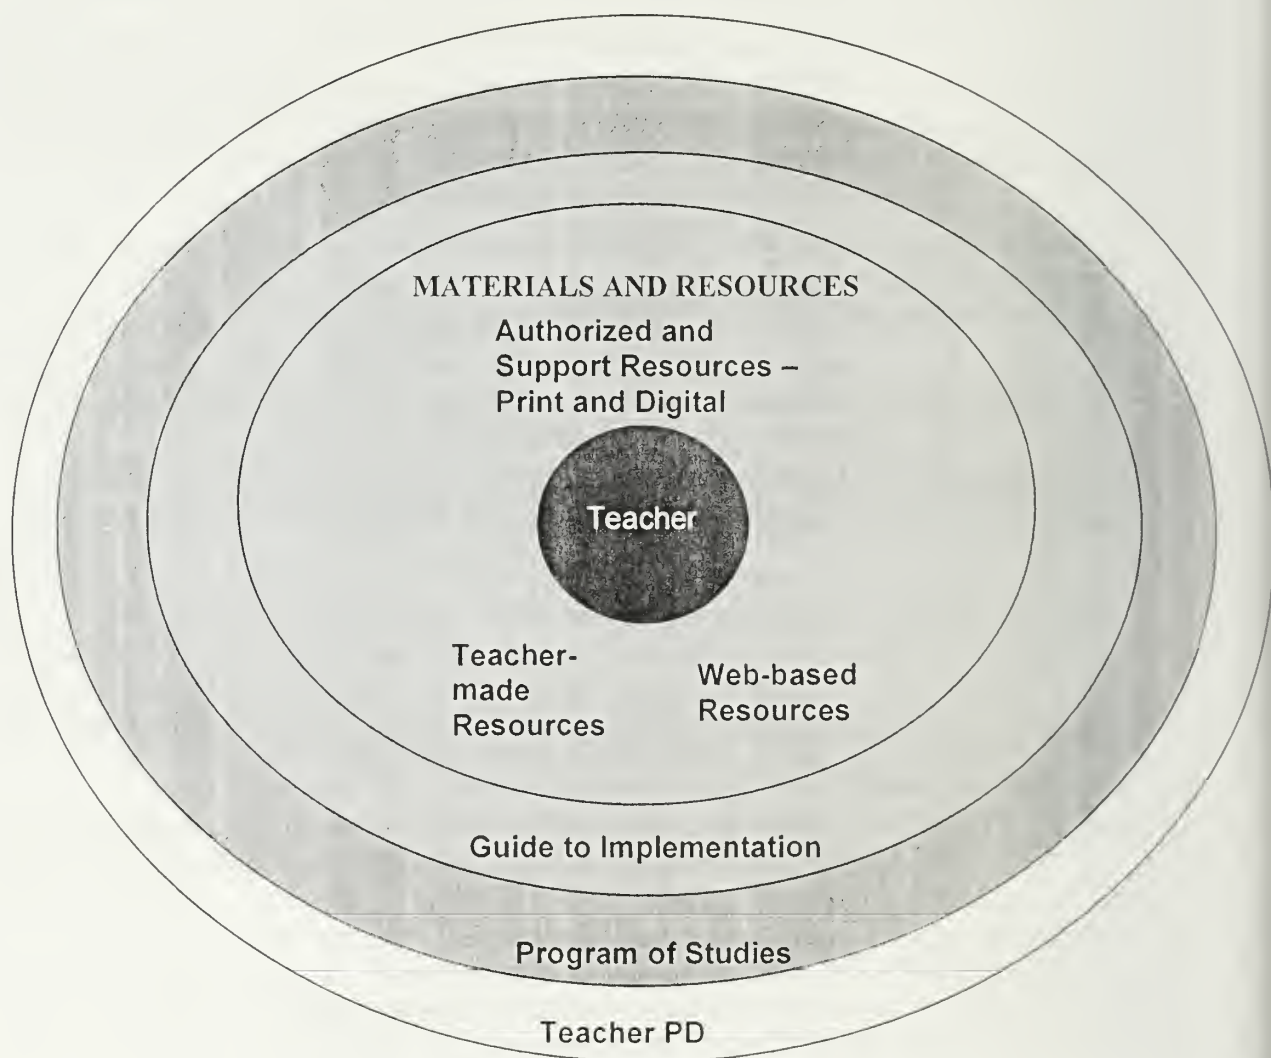 MATERIALS AND RESOURCES
Authorized and
Support Resources –
Print and Digital
Teacher
Teacher-
made
Resources
Web-based
Resources
Guide to Implementation
Program of Studies
Teacher PD